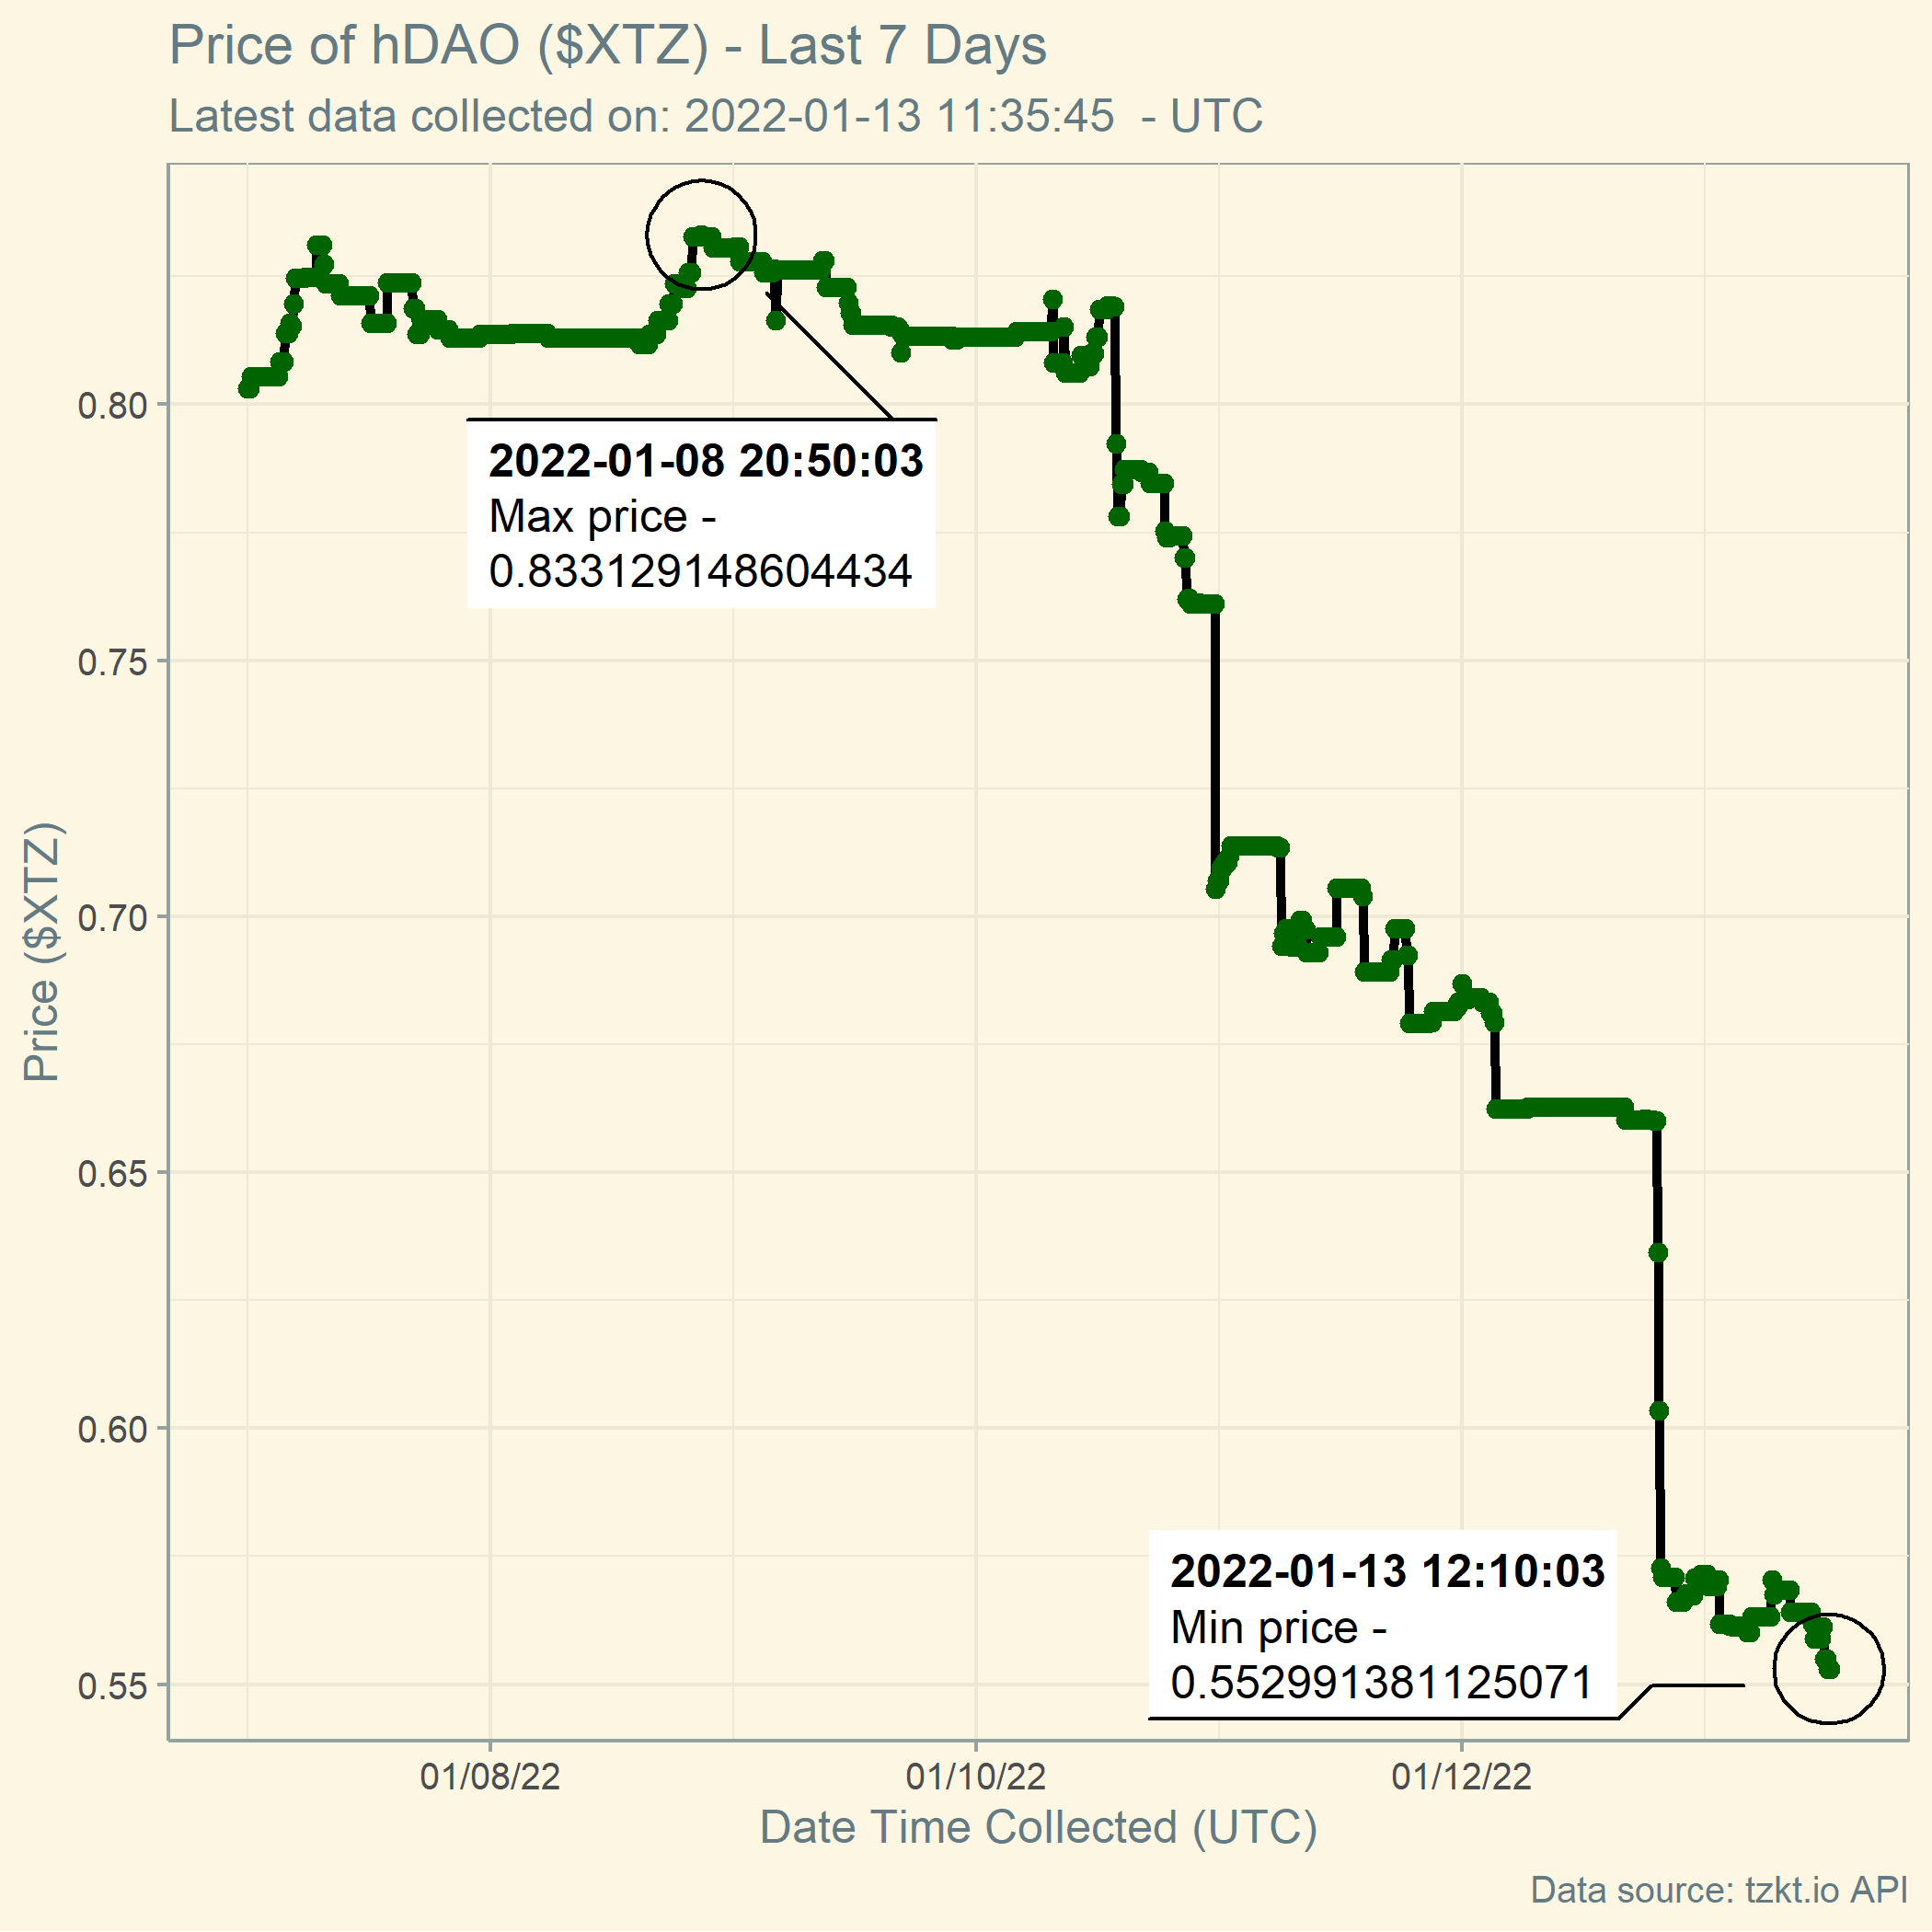 Price of hDAO ($XTZ) - Last 7 Days
Latest data collected on: 2022-01-13 11:35:45  - UTC
Price ($XTZ)
0.80
0.75
0.70
0.65
0.60
0.55
2022-01-08 20:50:03
Max price -
0.833129148604434
2022-01-13 12:10:03
Min price -
0.552991381125071
01/08/22
01/10/22
01/12/22
Date Time Collected (UTC)
Data source: tzkt.io API